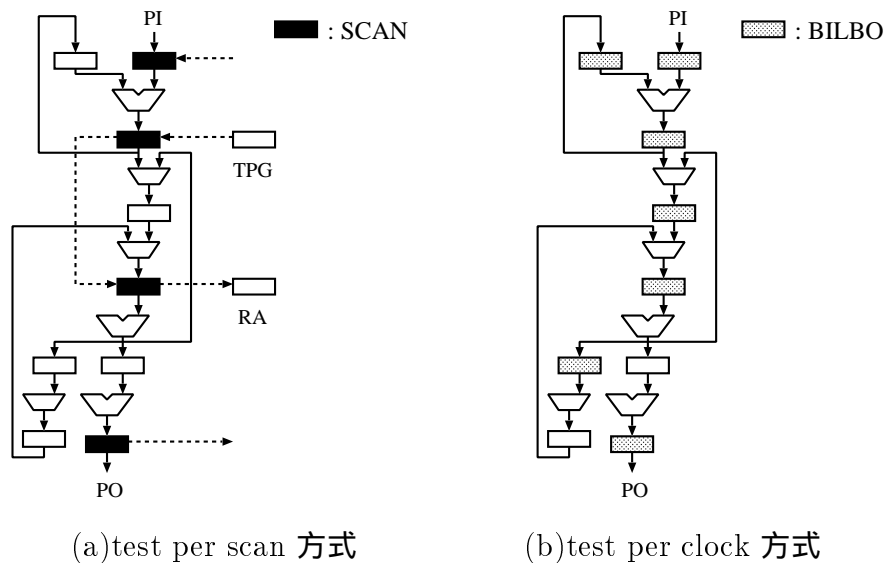 PI
: SCAN
TPG
RA
PO
(a)test per scan 方式
PI
: BILBO
PO
(b)test per clock 方式